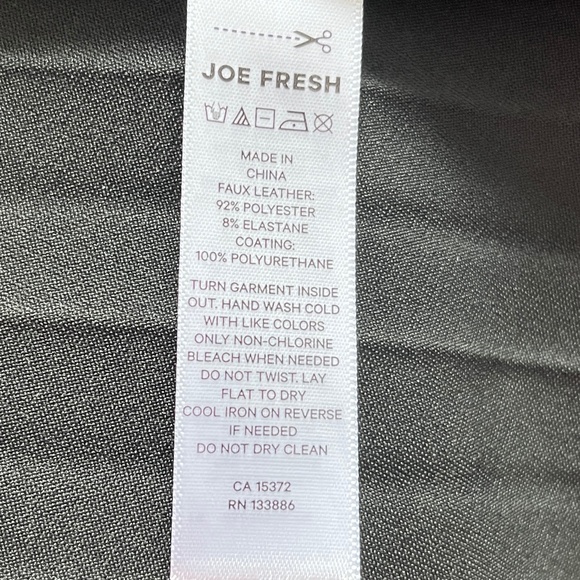 JOE FRESH
MADE IN
CHINA
FAUX LEATHER:
92% POLYESTER
8% ELASTANE
COATING:
100% POLYURETHANE
TURN GARMENT INSIDE
OUT. HAND WASH COLD
WITH LIKE COLORS
ONLY NON-CHLORINE
BLEACH WHEN NEEDED
DO NOT TWIST. LAY
FLAT TO DRY
COOL IRON ON REVERSE
IF NEEDED
DO NOT DRY CLEAN
CA 15372
RN 133886